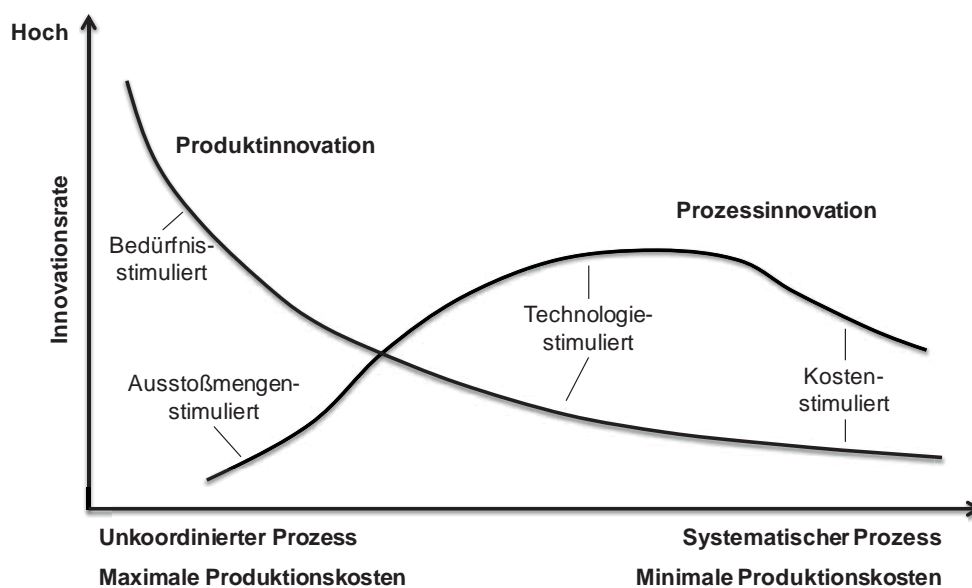 Hoch
Produktinnovation
Prozessinnovation
Innovationsrate
Bedürfnis-
stimuliert
Technologie-
stimuliert
Ausstoßmengen-
stimuliert
Kosten-
stimuliert
Unkoordinierter Prozess
Systematischer Prozess
Maximale Produktionskosten
Minimale Produktionskosten